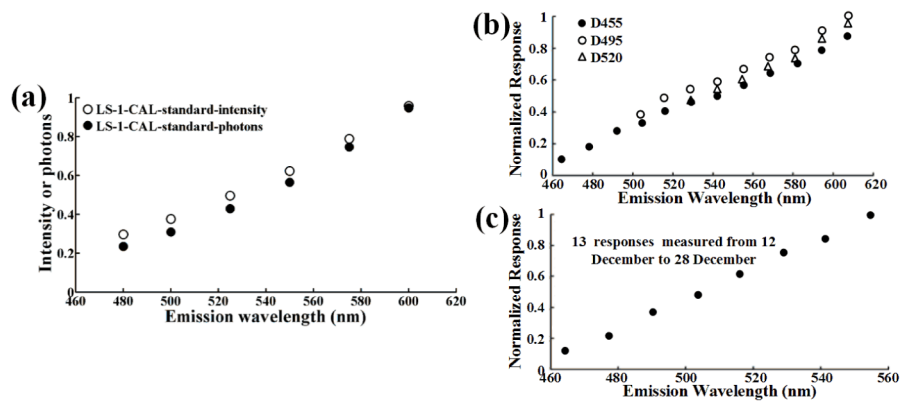 (a)
LS-1-CAL-standard-intensity
LS-1-CAL-standard-photons
Intensity or photons
1
0.8
0.6
0.4
0.2
0
460 480 500 520 540 560 580 600 620
Emission wavelength (nm)
(b)
D455
D495
D520
Normalized Response
1
0.8
0.6
0.4
0.2
0
460 480 500 520 540 560 580 600 620
Emission Wavelength (nm)
(c)
13 responses measured from 12
December to 28 December
Normalized Response
1
0.8
0.6
0.4
0.2
0
460 480 500 520 540 560
Emission Wavelength (nm)